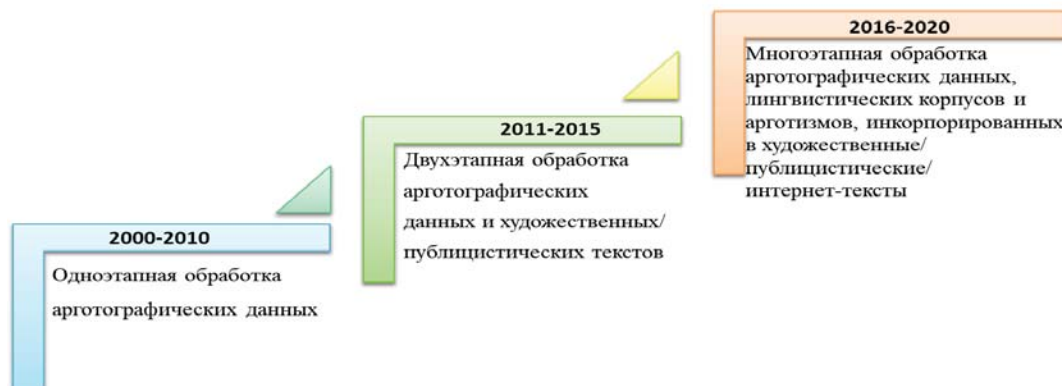 2000-2010
Одноэтапная обработка
арготографических данных
2011-2015
Двухэтапная обработка
арготографических
данных и художественных/
публицистических текстов
2016-2020
Многоэтапная обработка
арготографических данных,
лингвистических корпусов и
арготизмов, инкорпорированных
в художественные/
публицистические/
интернет-тексты